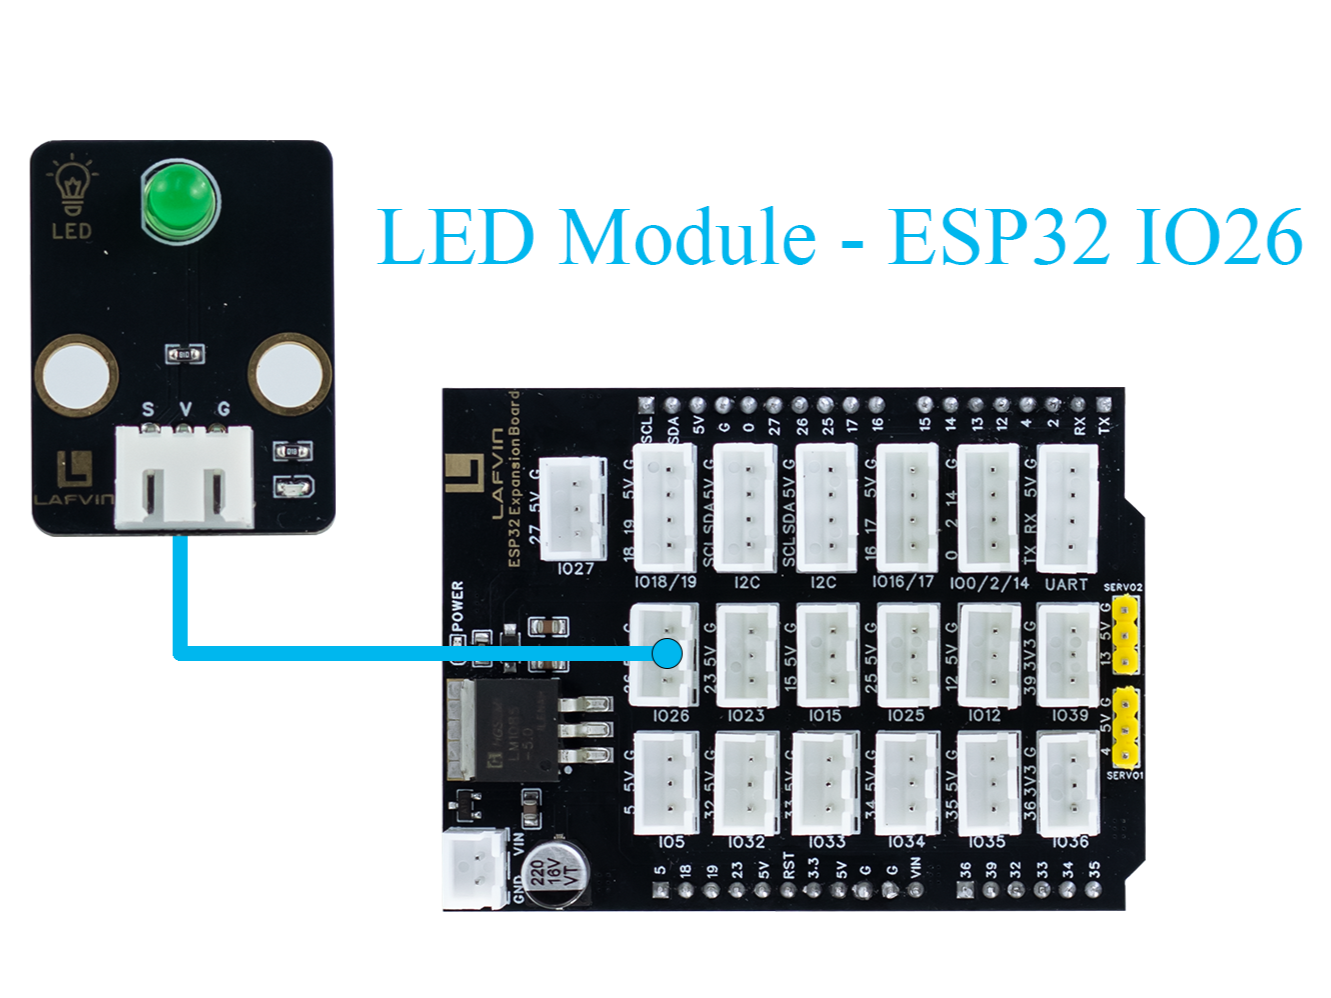 LED Module - ESP32 IO26
LED
S V G
LAFVIN
LAFVIN
ESP32 ExpansionBoard
SCL SDA 5V G 0 27 26 25 17 16 15 14 13 12 4 2 RX TX
27 5V G
18 19 5V G
SCL SDA 5V G
SCL SDA 5V G
16 17 5V G
0 2 14 G
TX RX 5V G
IO27
IO18/19 I2C I2C IO16/17 IO0/2/14 UART
SERVO2
POWER
23 5V G
15 5V G
25 5V G
12 5V G
39 3V3 G
13 5V G
IO26 IO23 IO15 IO25 IO12 IO39
5 5V G
32 5V G
33 5V G
34 5V G
35 5V G
36 3V3 G
4 5V G
SERVO1
LM1085
-5.0
IO5 IO32 IO33 IO34 IO35 IO36
VIN
GND
220
16V
VT
5 18 19 23 5V RST 3.3 5V G G VIN 36 39 32 33 34 35